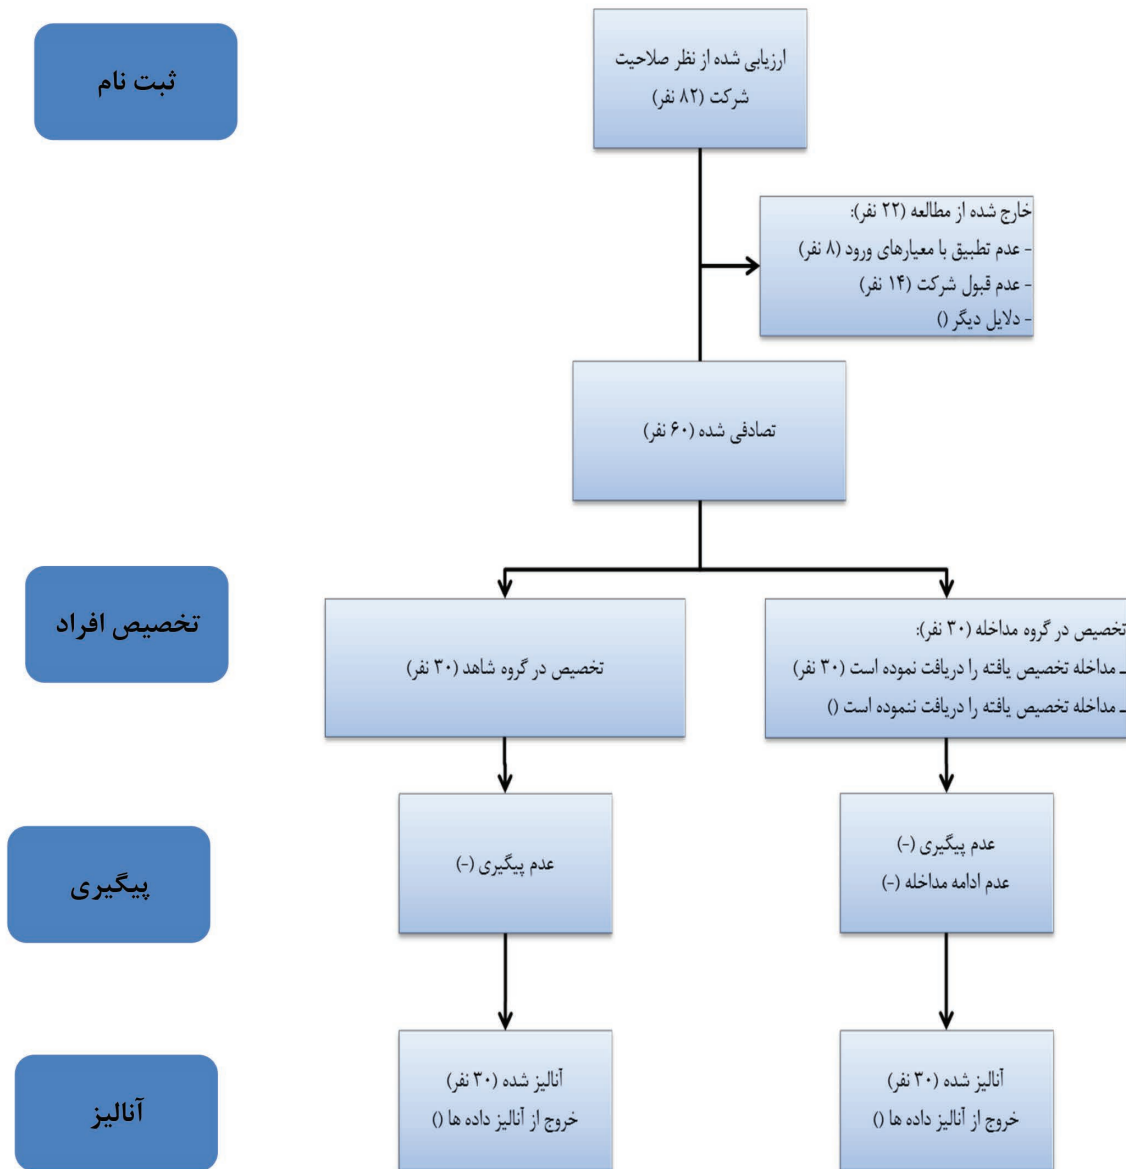 ثبت نام
ارزیابی شده از نظر صلاحیت
شرکت (۸۲ نفر)
خارج شده از مطالعه (۲۲ نفر):
- عدم تطبیق با معیارهای ورود (۸ نفر)
- عدم قبول شرکت (۱۴ نفر)
- دلایل دیگر ()
تصادفی شده (۶۰ نفر)
تخصیص افراد
تخصیص در گروه مداخله (۳۰ نفر):
ـ مداخله تخصیص یافته را دریافت نموده است (۳۰ نفر)
ـ مداخله تخصیص یافته را دریافت ننموده است ()
تخصیص در گروه شاهد (۳۰ نفر)
پیگیری
عدم پیگیری (-)
عدم ادامه مداخله (-)
عدم پیگیری (-)
آنالیز
آنالیز شده (۳۰ نفر)
خروج از آنالیز داده ها ()
آنالیز شده (۳۰ نفر)
خروج از آنالیز داده ها ()